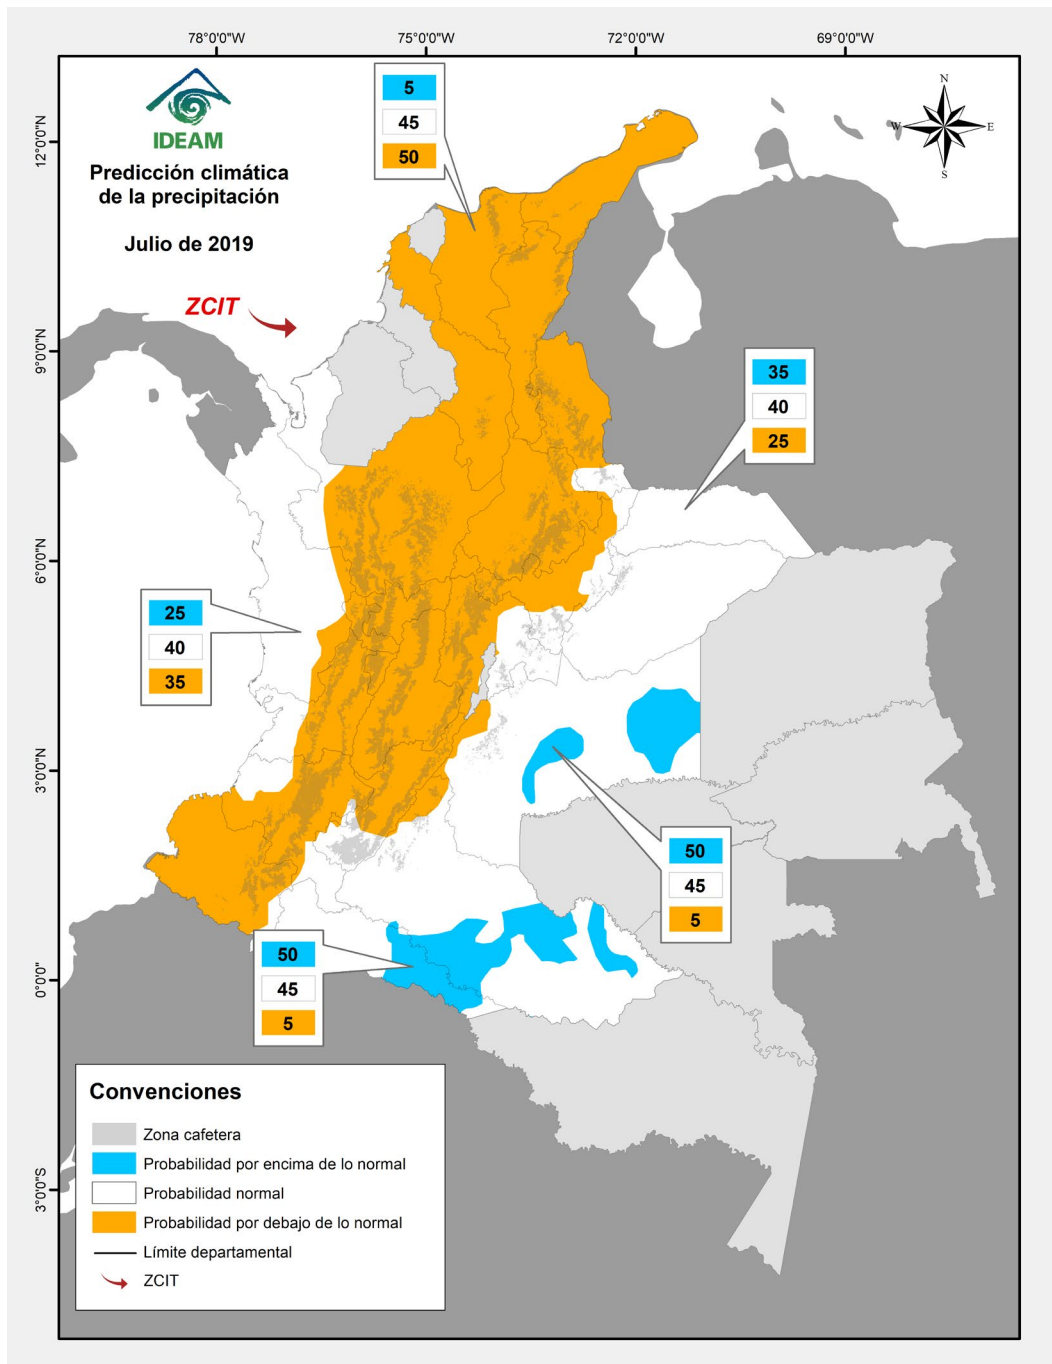 78°0'0"W
75°0'0"W
72°0'0"W
69°0'0"W
12°0'0"N
9°0'0"N
6°0'0"N
3°0'0"N
0°0'0"
3°0'0"S
IDEAM
Predicción climática
de la precipitación
Julio de 2019
ZCIT
N
W
E
S
5
45
50
35
40
25
25
40
35
50
45
5
50
45
5
Convenciones
Zona cafetera
Probabilidad por encima de lo normal
Probabilidad normal
Probabilidad por debajo de lo normal
Límite departamental
ZCIT